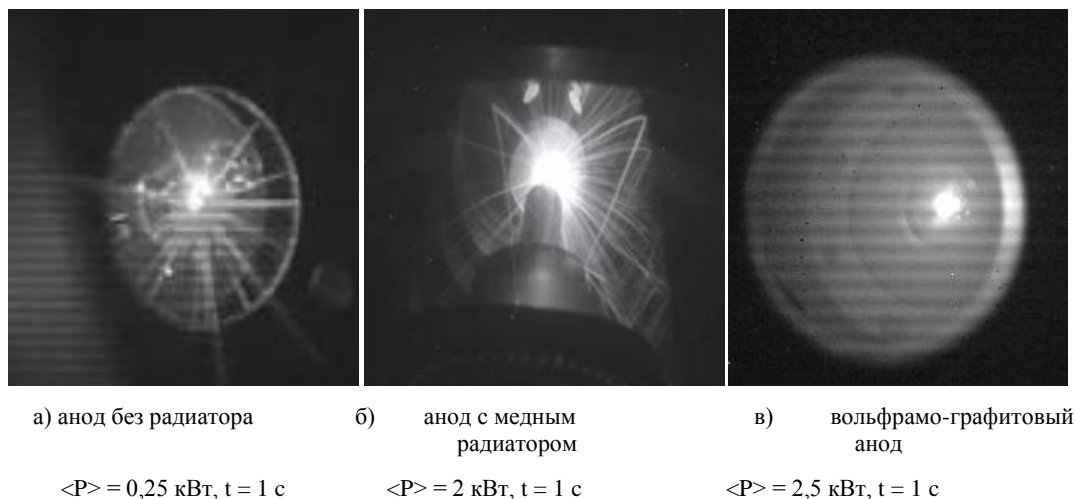 а) анод без радиатора
б) анод с медным
радиатором
в) вольфрамо-графитовый
анод
<P> = 0,25 кВт, t = 1 с
<P> = 2 кВт, t = 1 с
<P> = 2,5 кВт, t = 1 с